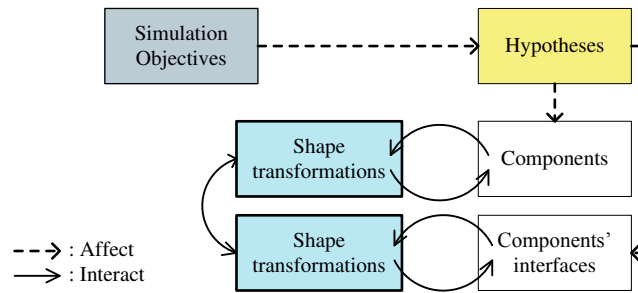 Simulation
Objectives
Hypotheses
Shape
transformations
Components
Shape
transformations
Components’
interfaces
: Affect
: Interact